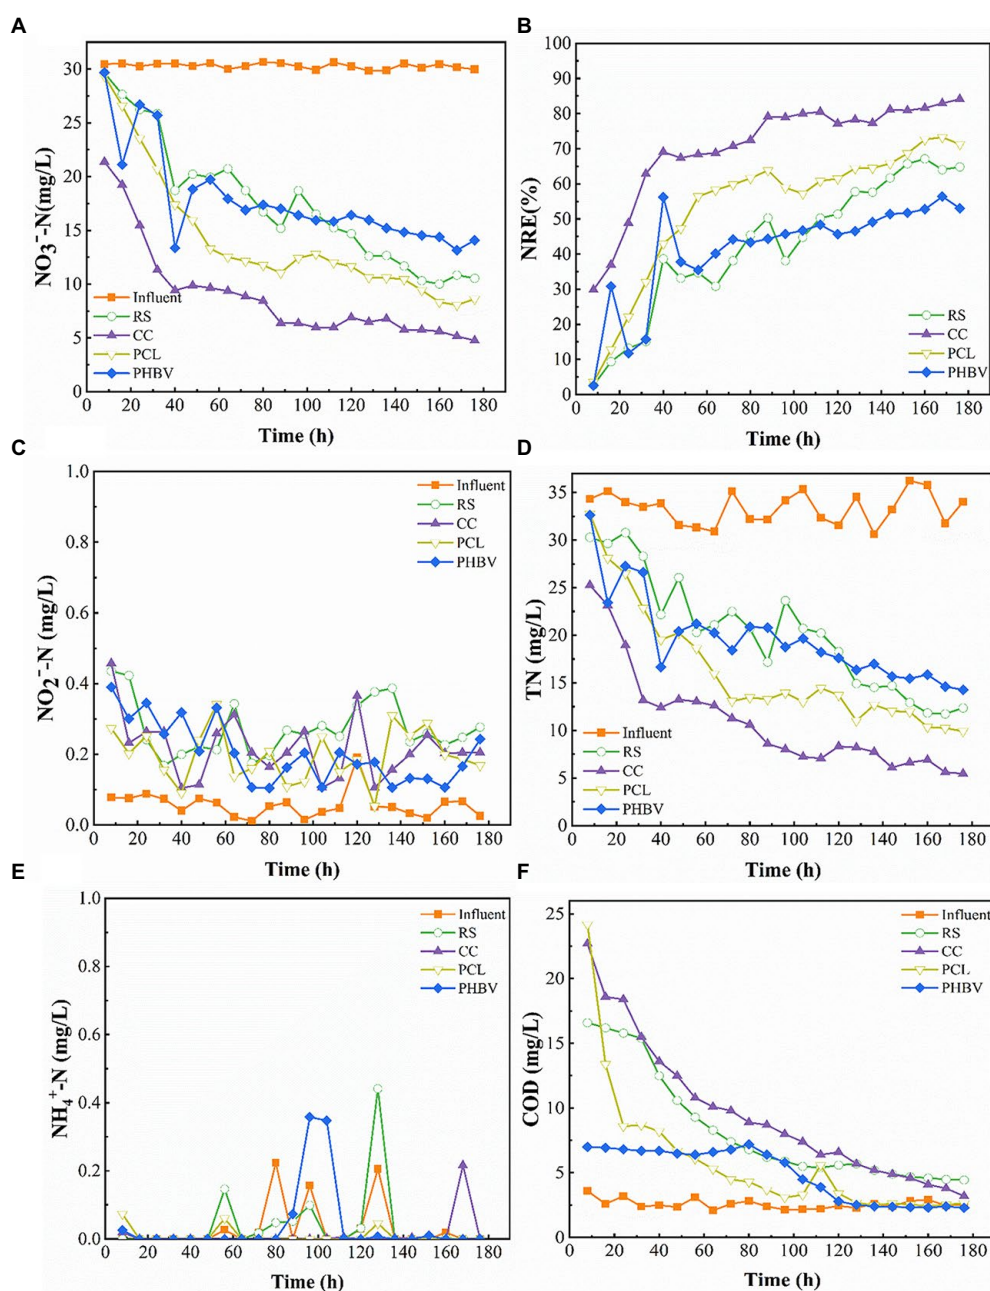 A
NO₃⁻-N(mg/L)
30
25
20
15
10
5
0
Influent
RS
CC
PCL
PHBV
0 20 40 60 80 100 120 140 160 180
Time (h)
B
NRE(%)
100
90
80
70
60
50
40
30
20
10
0
RS
CC
PCL
PHBV
0 20 40 60 80 100 120 140 160 180
Time (h)
C
NO₂⁻-N (mg/L)
1.0
0.8
0.6
0.4
0.2
0.0
Influent
RS
CC
PCL
PHBV
0 20 40 60 80 100 120 140 160 180
Time (h)
D
TN (mg/L)
35
30
25
20
15
10
5
0
Influent
RS
CC
PCL
PHBV
0 20 40 60 80 100 120 140 160 180
Time (h)
E
NH₄⁺-N (mg/L)
1.0
0.8
0.6
0.4
0.2
0.0
Influent
RS
CC
PCL
PHBV
0 20 40 60 80 100 120 140 160 180
Time (h)
F
COD (mg/L)
25
20
15
10
5
0
Influent
RS
CC
PCL
PHBV
0 20 40 60 80 100 120 140 160 180
Time (h)